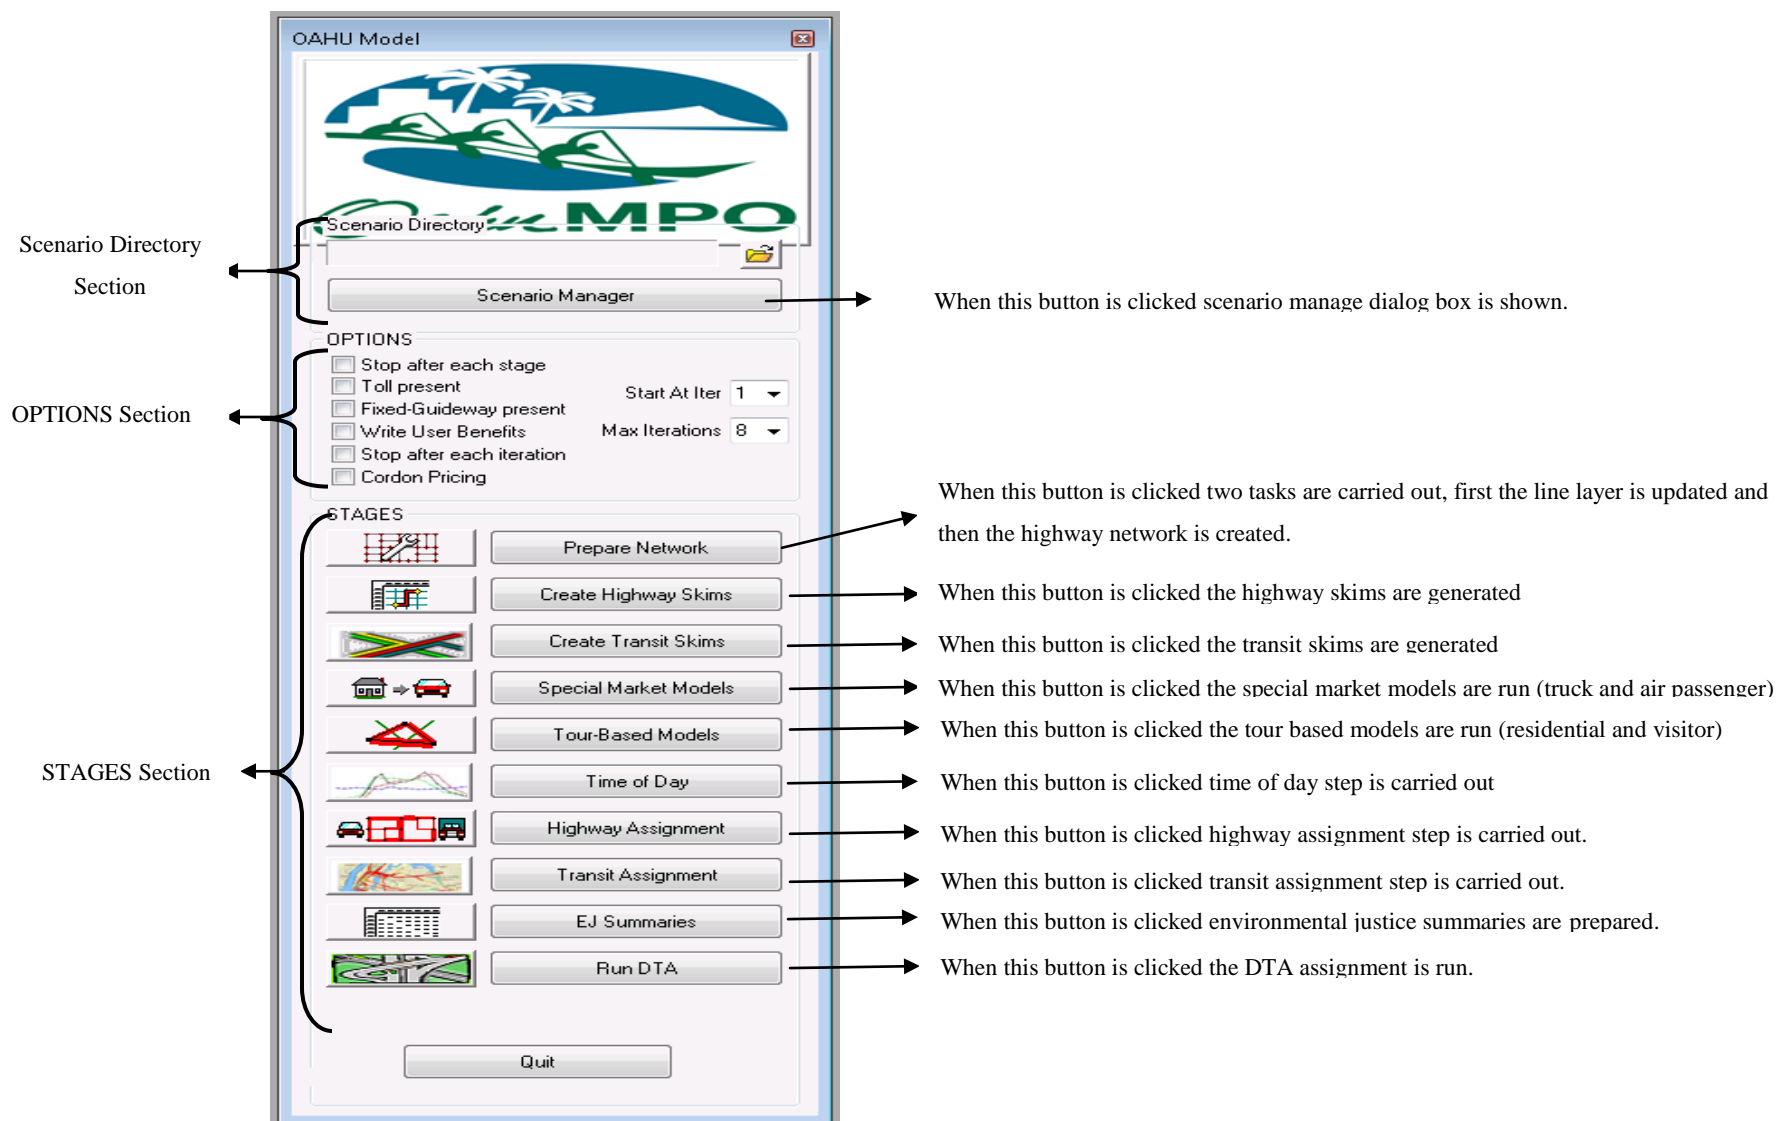 OAHU Model
Oahu MPO
Scenario Directory
Scenario Directory
Section
Scenario Manager
When this button is clicked scenario manage dialog box is shown.
OPTIONS
Stop after each stage
Toll present
Start At Iter 1
Fixed-Guideway present
OPTIONS Section
Write User Benefits
Max Iterations 8
Stop after each iteration
Cordon Pricing
When this button is clicked two tasks are carried out, first the line layer is updated and
then the highway network is created.
STAGES
Prepare Network
Create Highway Skims
When this button is clicked the highway skims are generated
Create Transit Skims
When this button is clicked the transit skims are generated
Special Market Models
When this button is clicked the special market models are run (truck and air passenger)
Tour-Based Models
When this button is clicked the tour based models are run (residential and visitor)
STAGES Section
Time of Day
When this button is clicked time of day step is carried out
Highway Assignment
When this button is clicked highway assignment step is carried out.
Transit Assignment
When this button is clicked transit assignment step is carried out.
EJ Summaries
When this button is clicked environmental justice summaries are prepared.
Run DTA
When this button is clicked the DTA assignment is run.
Quit